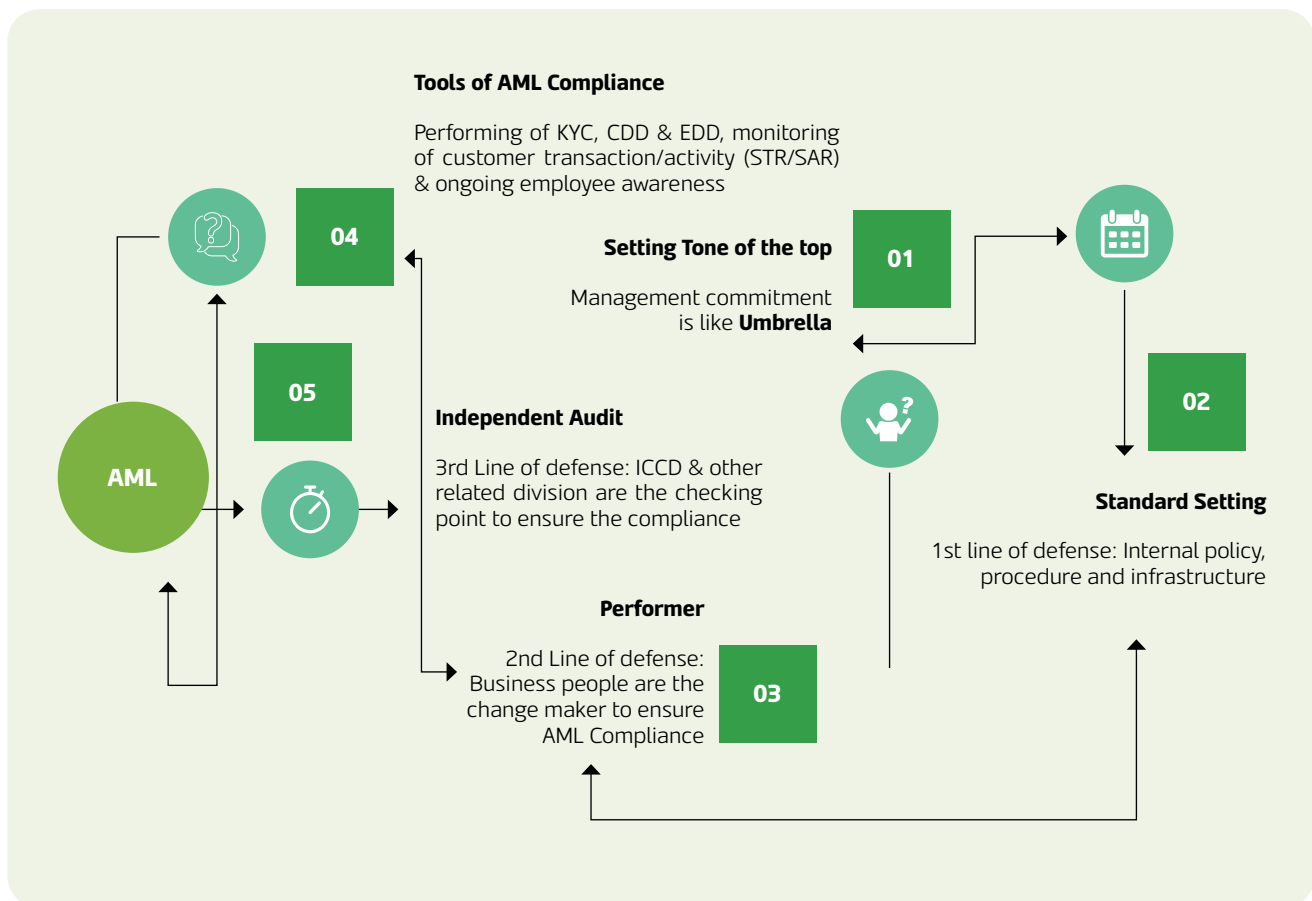 Tools of AML Compliance
Performing of KYC, CDD & EDD, monitoring
of customer transaction/activity (STR/SAR)
& ongoing employee awareness
04
Setting Tone of the top
Management commitment
is like Umbrella
01
05
AML
Independent Audit
3rd Line of defense: ICCD & other
related division are the checking
point to ensure the compliance
02
Standard Setting
1st line of defense: Internal policy,
procedure and infrastructure
Performer
2nd Line of defense:
Business people are the
change maker to ensure
AML Compliance
03